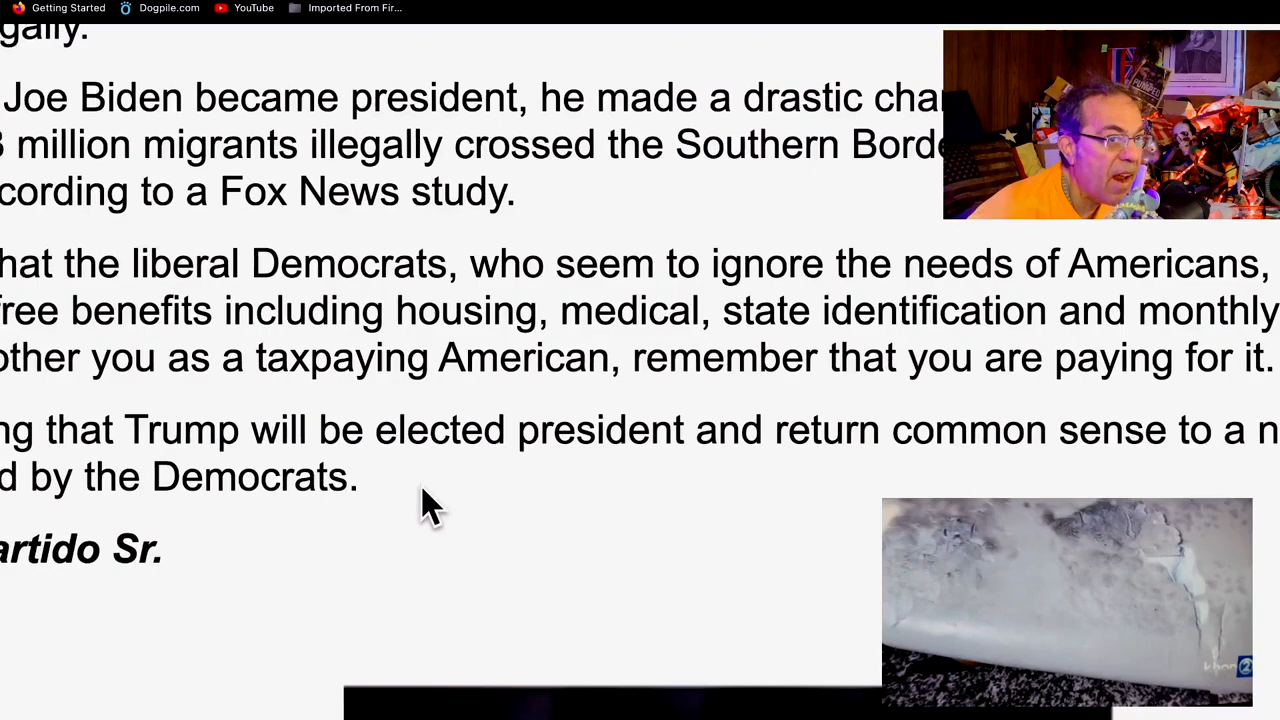 Getting Started Dogpile.com YouTube Imported From Fir...
gally.
Joe Biden became president, he made a drastic
million migrants illegally crossed the Southern
cording to a Fox News study.
hat the liberal Democrats, who seem to ignore the needs of Americans,
free benefits including housing, medical, state identification and monthly
other you as a taxpaying American, remember that you are paying for it.
ng that Trump will be elected president and return common sense to a n
d by the Democrats.
artido Sr.
PUMPED
khon 2